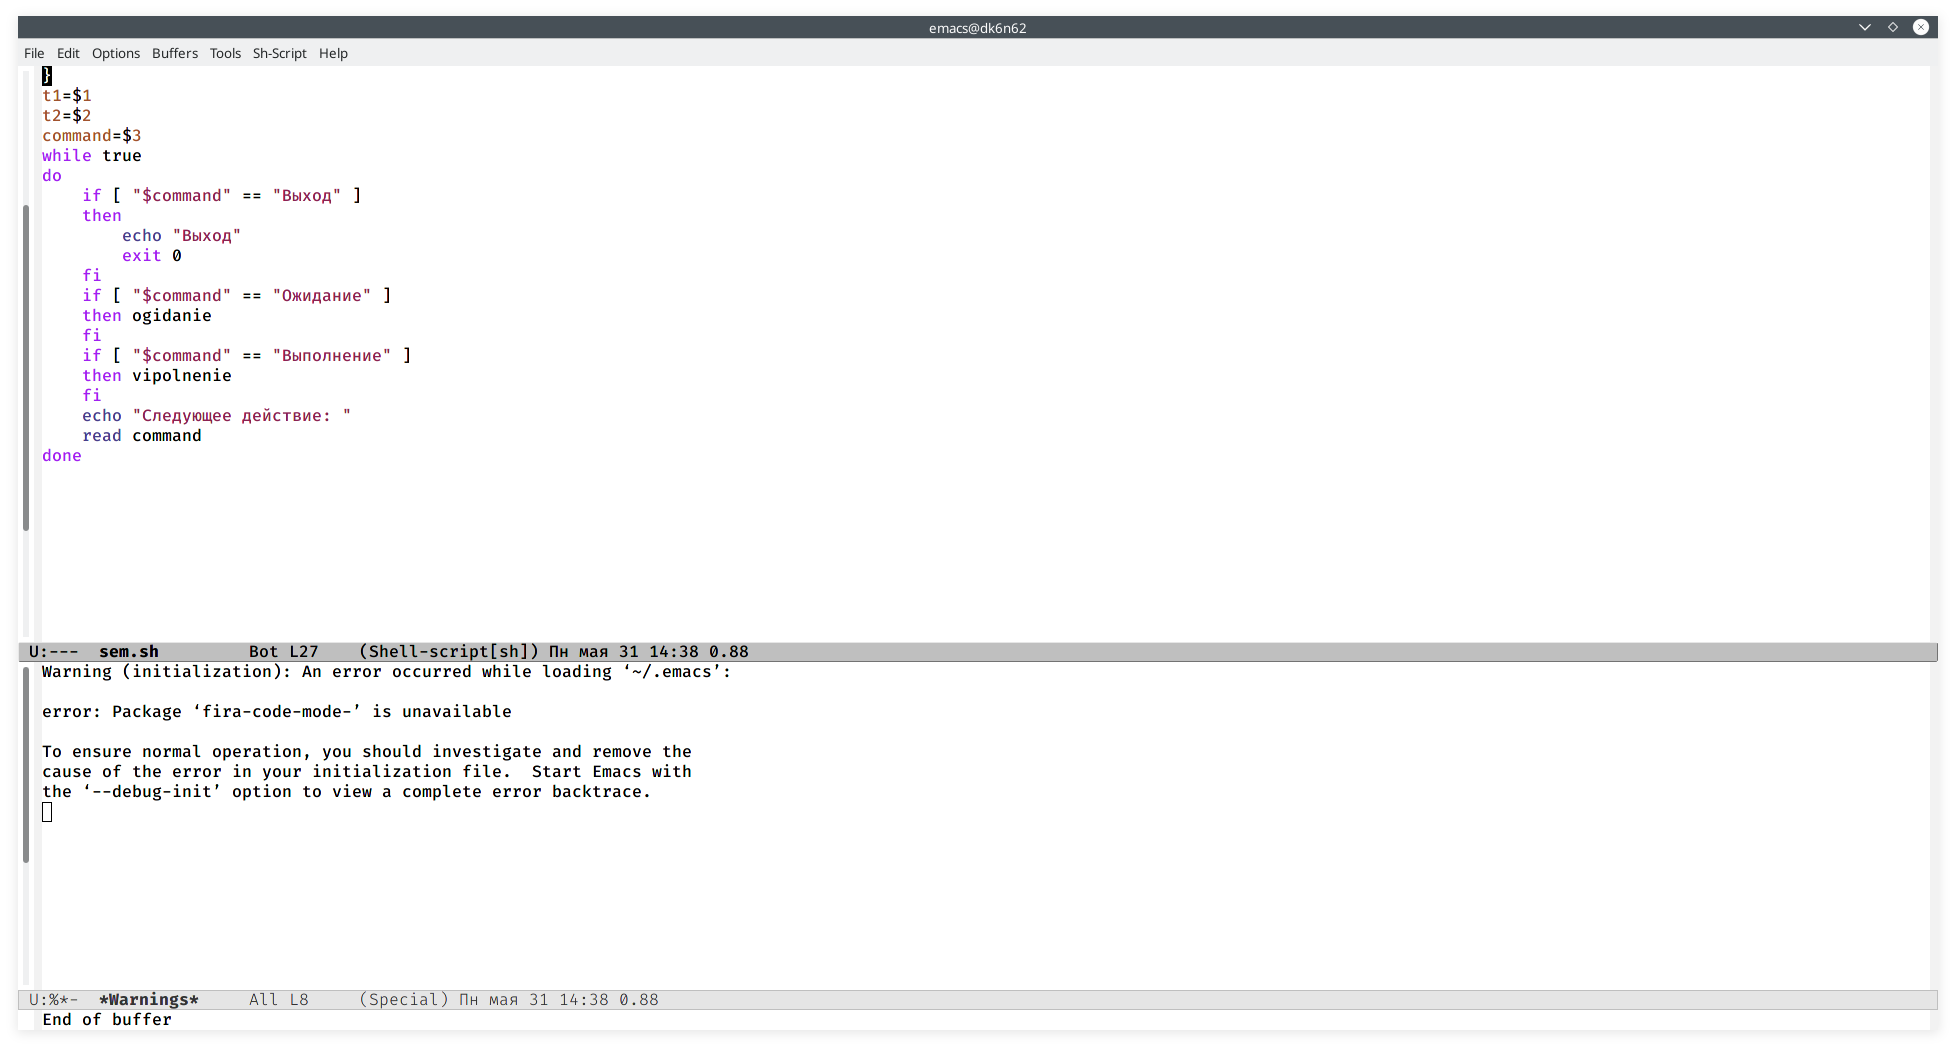 emacs@dk6n62
File Edit Options Buffers Tools Sh-Script Help
}
t1=$1
t2=$2
command=$3
while true
do
    if [ "$command" == "Выход" ]
    then
        echo "Выход"
        exit 0
    fi
    if [ "$command" == "Ожидание" ]
    then ogidanie
    fi
    if [ "$command" == "Выполнение" ]
    then vipolnenie
    fi
    echo "Следующее действие: "
    read command
done
U:---  sem.sh         Bot L27    (Shell-script[sh]) Пн мая 31 14:38 0.88
Warning (initialization): An error occurred while loading ‘~/.emacs’:
error: Package ‘fira-code-mode-’ is unavailable
To ensure normal operation, you should investigate and remove the
cause of the error in your initialization file.  Start Emacs with
the ‘--debug-init’ option to view a complete error backtrace.
U:%*-  *Warnings*     All L8     (Special) Пн мая 31 14:38 0.88
End of buffer